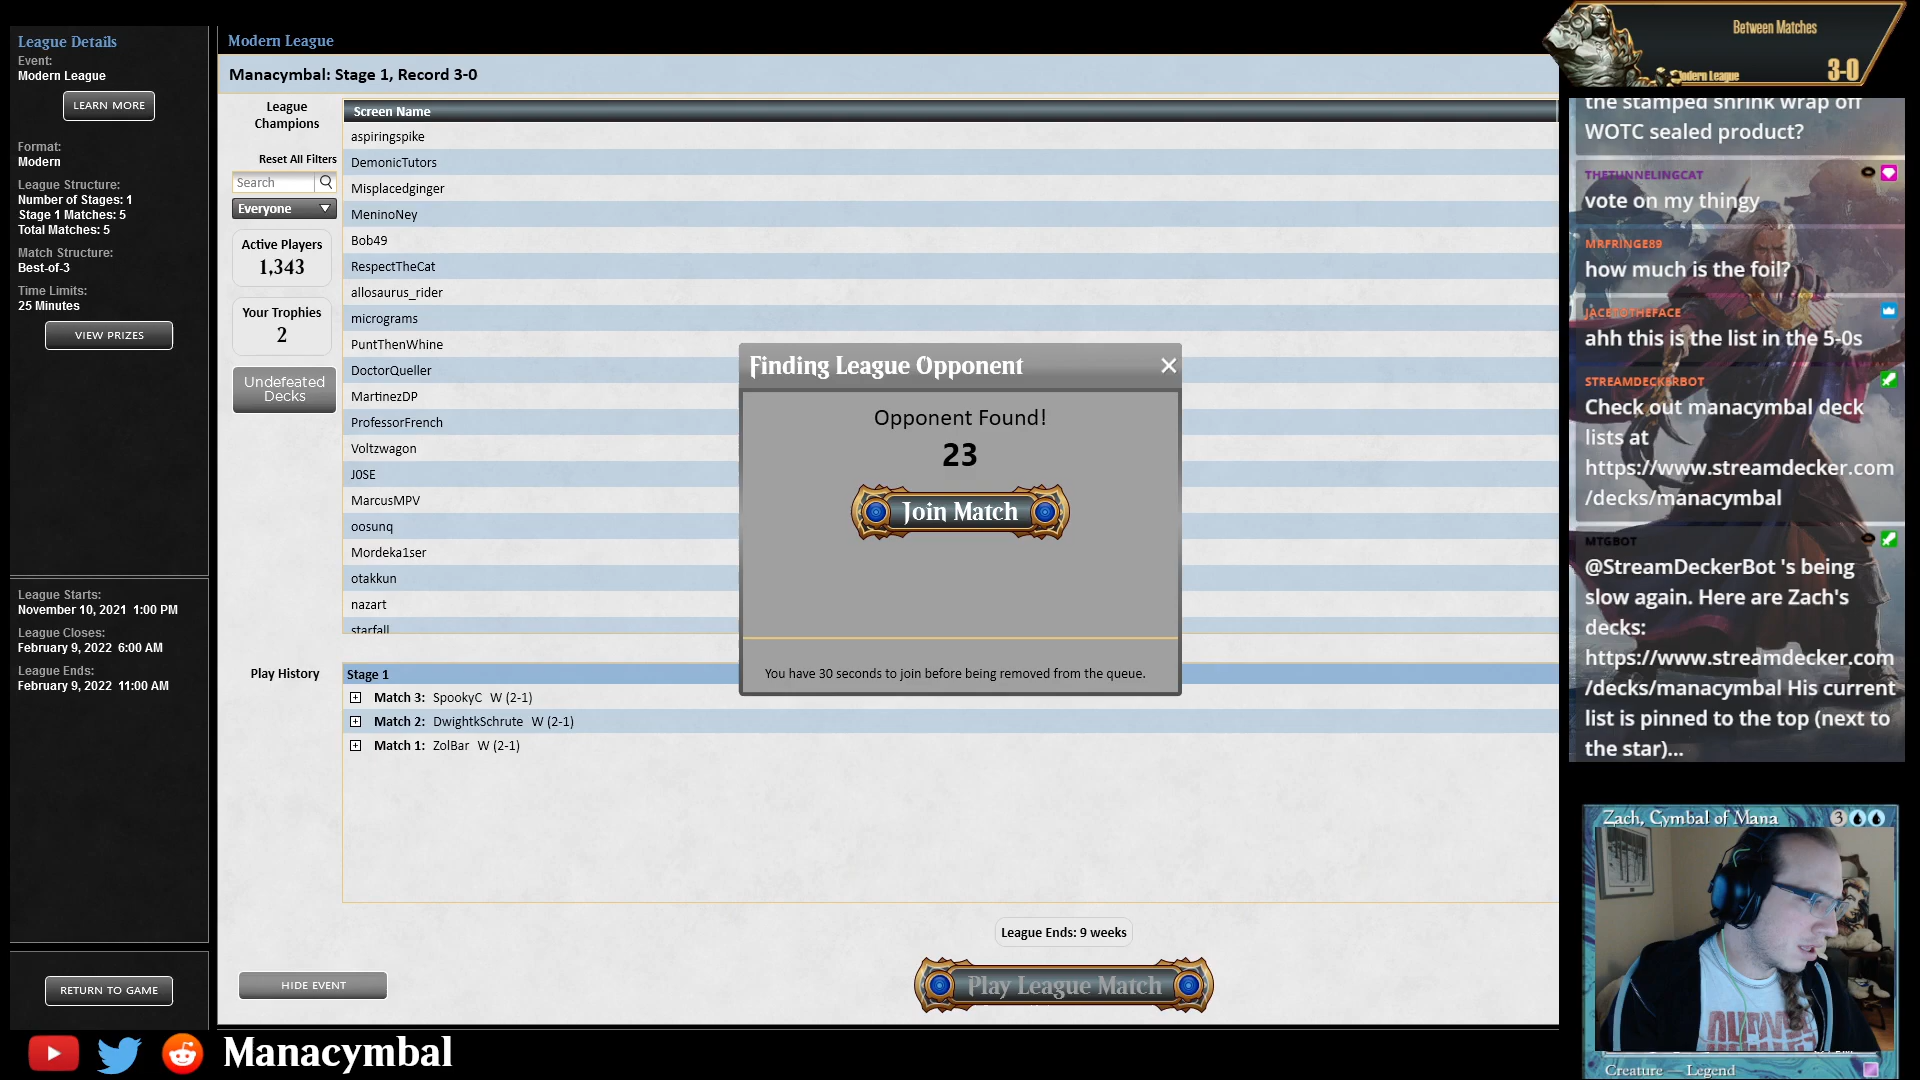 League Details
Event:
Modern League
LEARN MORE
Format:
Modern
League Structure:
Number of Stages: 1
Stage 1 Matches: 5
Total Matches: 5
Match Structure:
Best-of-3
Time Limits:
25 Minutes
VIEW PRIZES
League Starts:
November 10, 2021 1:00 PM
League Closes:
February 9, 2022 6:00 AM
League Ends:
February 9, 2022 11:00 AM
RETURN TO GAME
Modern League
Manacymbal: Stage 1, Record 3-0
League
Champions
Reset All Filters
Search
Everyone
Active Players
1,343
Your Trophies
2
Undefeated
Decks
Screen Name
aspiringspike
DemonicTutors
Misplacedginger
MeninoNey
Bob49
RespectTheCat
allosaurus_rider
micrograms
PuntThenWhine
DoctorQueller
MartinezDP
ProfessorFrench
Voltzwagon
J0SE
MarcusMPV
oosunq
Mordeka1ser
otakkun
nazart
starfall
Finding League Opponent
Opponent Found!
23
Join Match
You have 30 seconds to join before being removed from the queue.
Play History
Stage 1
Match 3: SpookyC W (2-1)
Match 2: DwightkSchrute W (2-1)
Match 1: ZolBar W (2-1)
League Ends: 9 weeks
HIDE EVENT
Play League Match
Manacymbal
Between Matches
Modern League
3-0
the stamped shrink wrap off
WOTC sealed product?
THETUNNELINGCAT
vote on my thingy
MRFRINGE89
how much is the foil?
JACETOTHEFACE
ahh this is the list in the 5-0s
STREAMDECKERBOT
Check out manacymbal deck
lists at
https://www.streamdecker.com
/decks/manacymbal
MTGBOT
@StreamDeckerBot 's being
slow again. Here are Zach's
decks:
https://www.streamdecker.com
/decks/manacymbal His current
list is pinned to the top (next to
the star)...
Zach, Cymbal of Mana
3
Creature — Legend